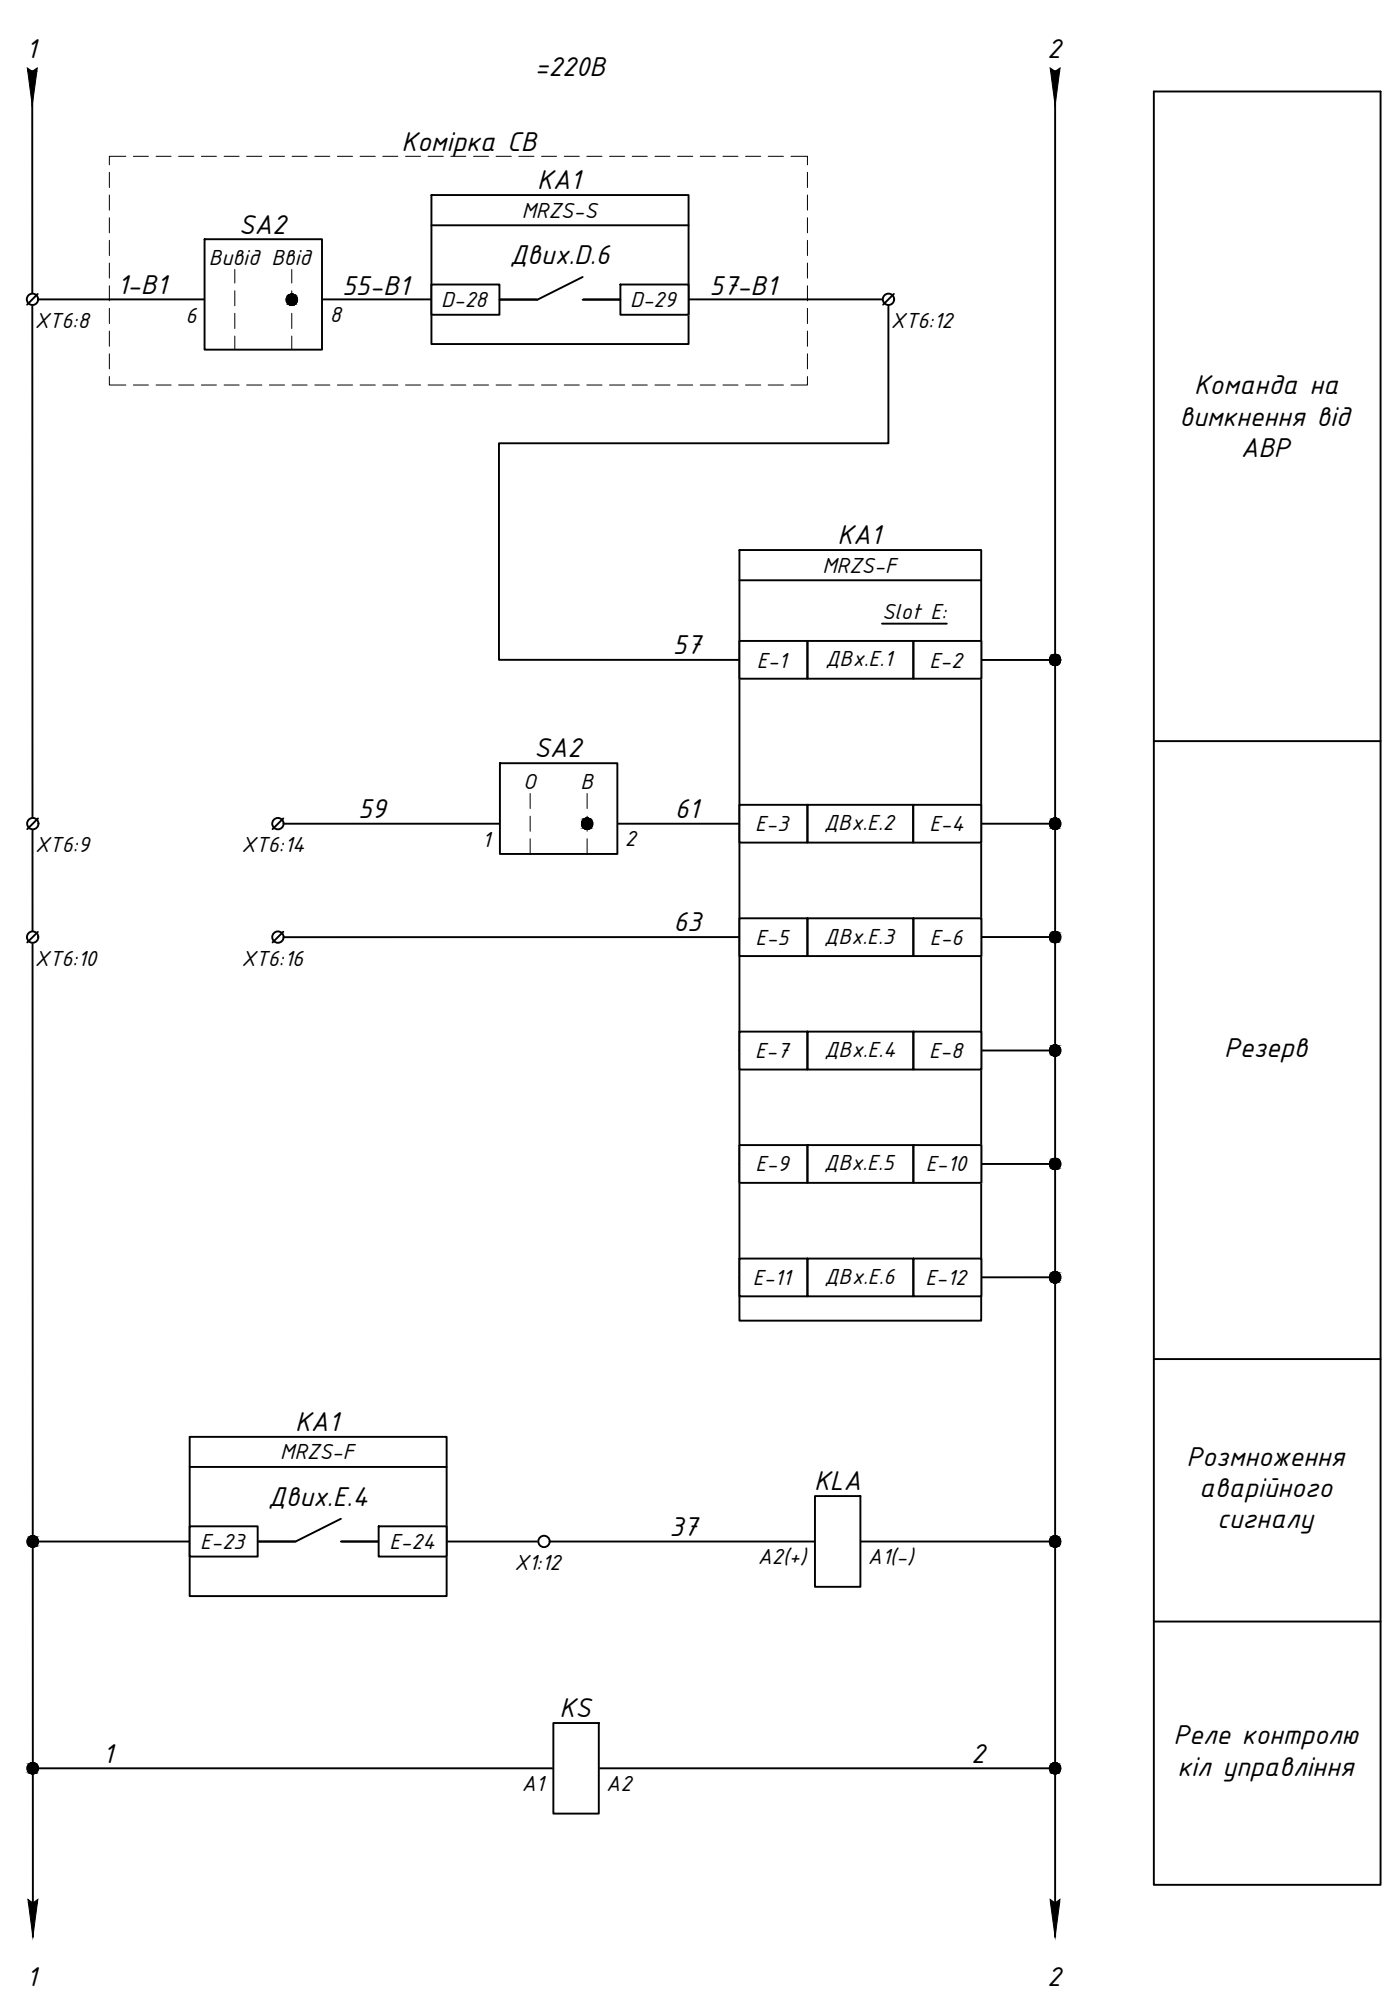 1
=220В
2
Комірка СВ
КА1
MRZS-S
SA2
Вивід Ввід
Двих.D.6
1-В1
55-В1
D-28
D-29
57-В1
XT6:8
6
8
XT6:12
Команда на
вимкнення від
АВР
КА1
MRZS-F
Slot E:
57
E-1
ДВх.Е.1
E-2
SA2
О
В
59
61
E-3
ДВх.Е.2
E-4
XT6:9
XT6:14
1
2
63
E-5
ДВх.Е.3
E-6
XT6:10
XT6:16
E-7
ДВх.Е.4
E-8
Резерв
E-9
ДВх.Е.5
E-10
E-11
ДВх.Е.6
E-12
КА1
MRZS-F
Двих.Е.4
E-23
E-24
X1:12
37
KLA
A2(+)
A1(-)
Розмноження
аварійного
сигналу
KS
1
2
A1
A2
Реле контролю
кіл управління
1
2